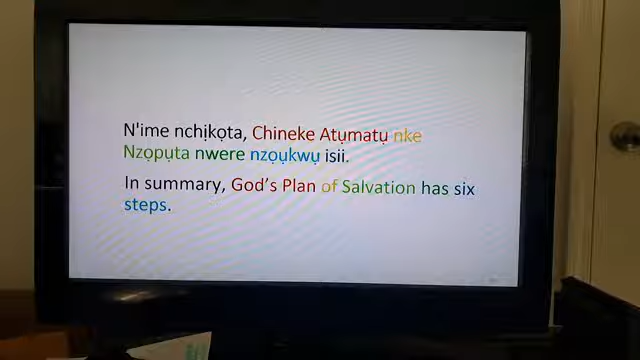 N'ime nchịkọta, Chineke Atụmatụ nke
Nzọpụta nwere nzọụkwụ isii.
In summary, God's Plan of Salvation has six
steps.